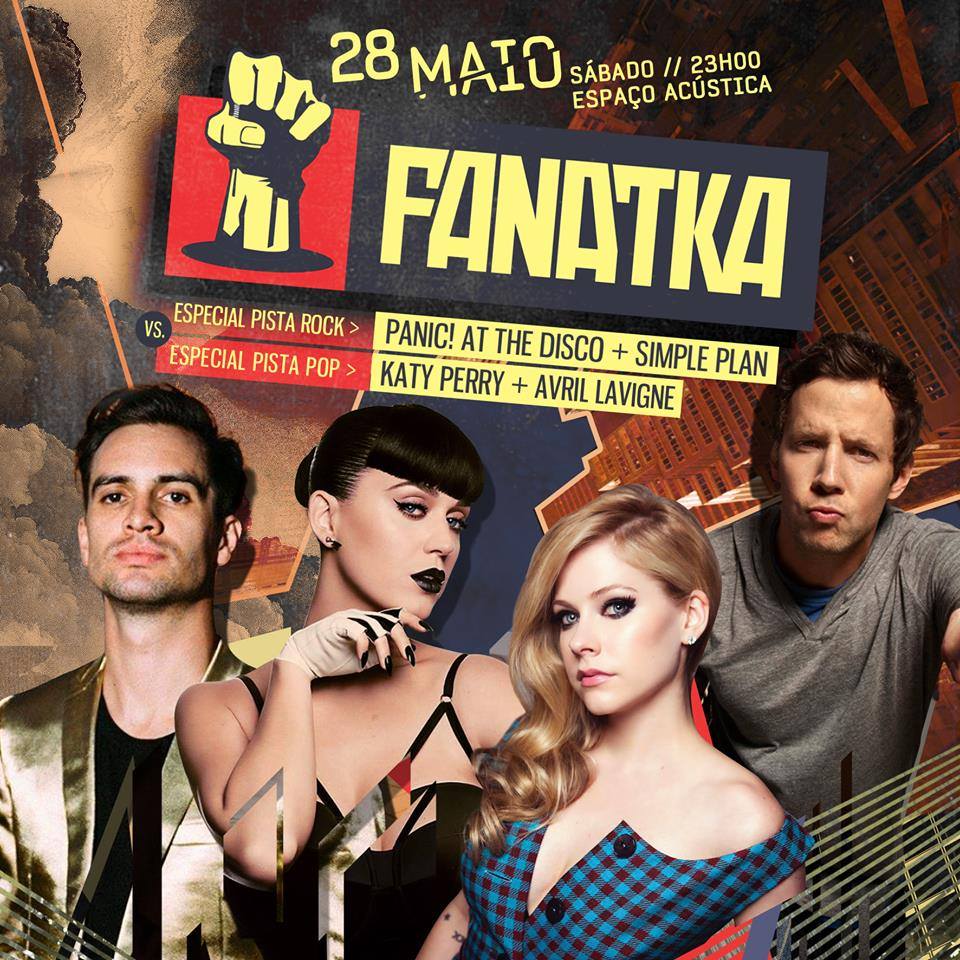 28 MAIO
SÁBADO // 23H00
ESPAÇO ACÚSTICA
FANATKA
VS.
ESPECIAL PISTA ROCK > PANIC! AT THE DISCO + SIMPLE PLAN
ESPECIAL PISTA POP > KATY PERRY + AVRIL LAVIGNE